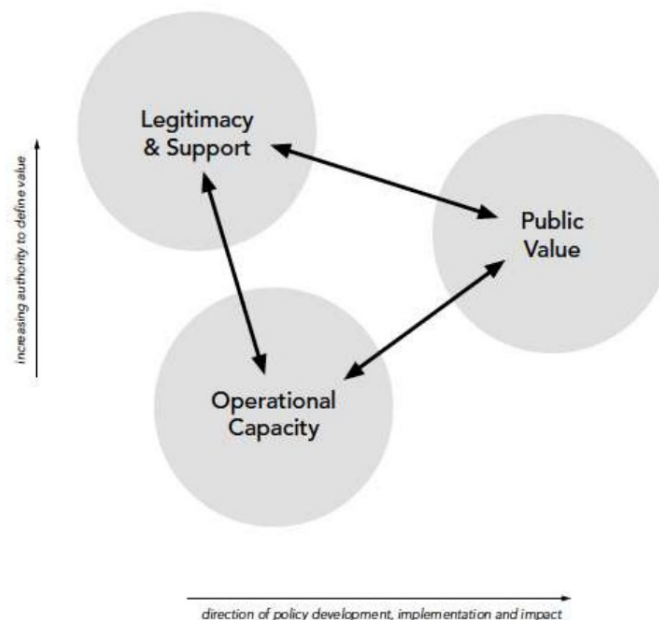 Legitimacy
& Support
Public
Value
Operational
Capacity
increasing authority to define value
direction of policy development, implementation and impact